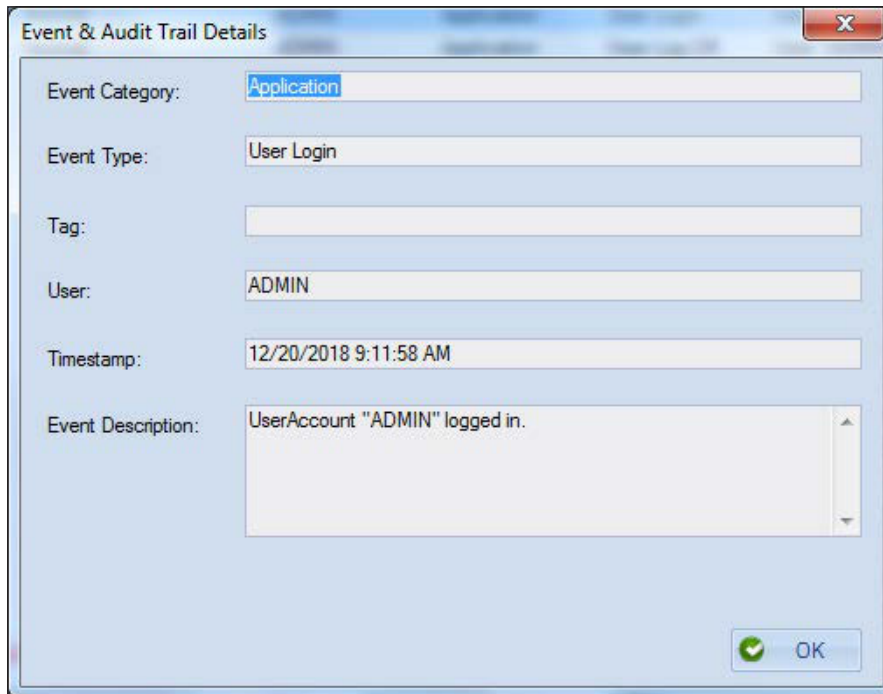 Event & Audit Trail Details
Event Category: Application
Event Type: User Login
Tag:
User: ADMIN
Timestamp: 12/20/2018 9:11:58 AM
Event Description: UserAccount "ADMIN" logged in.
OK